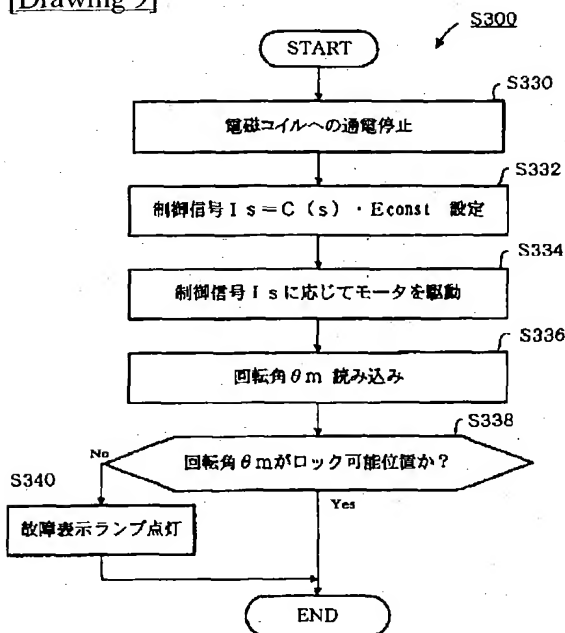 [Drawing 9]
S300
START
S330
電磁コイルへの通電停止
S332
制御信号Ｉｓ＝Ｃ（ｓ）・Ｅconst 設定
S334
制御信号Ｉｓに応じてモータを駆動
S336
回転角θｍ 読み込み
S338
回転角θｍがロック可能位置か？
No
Yes
S340
故障表示ランプ点灯
END